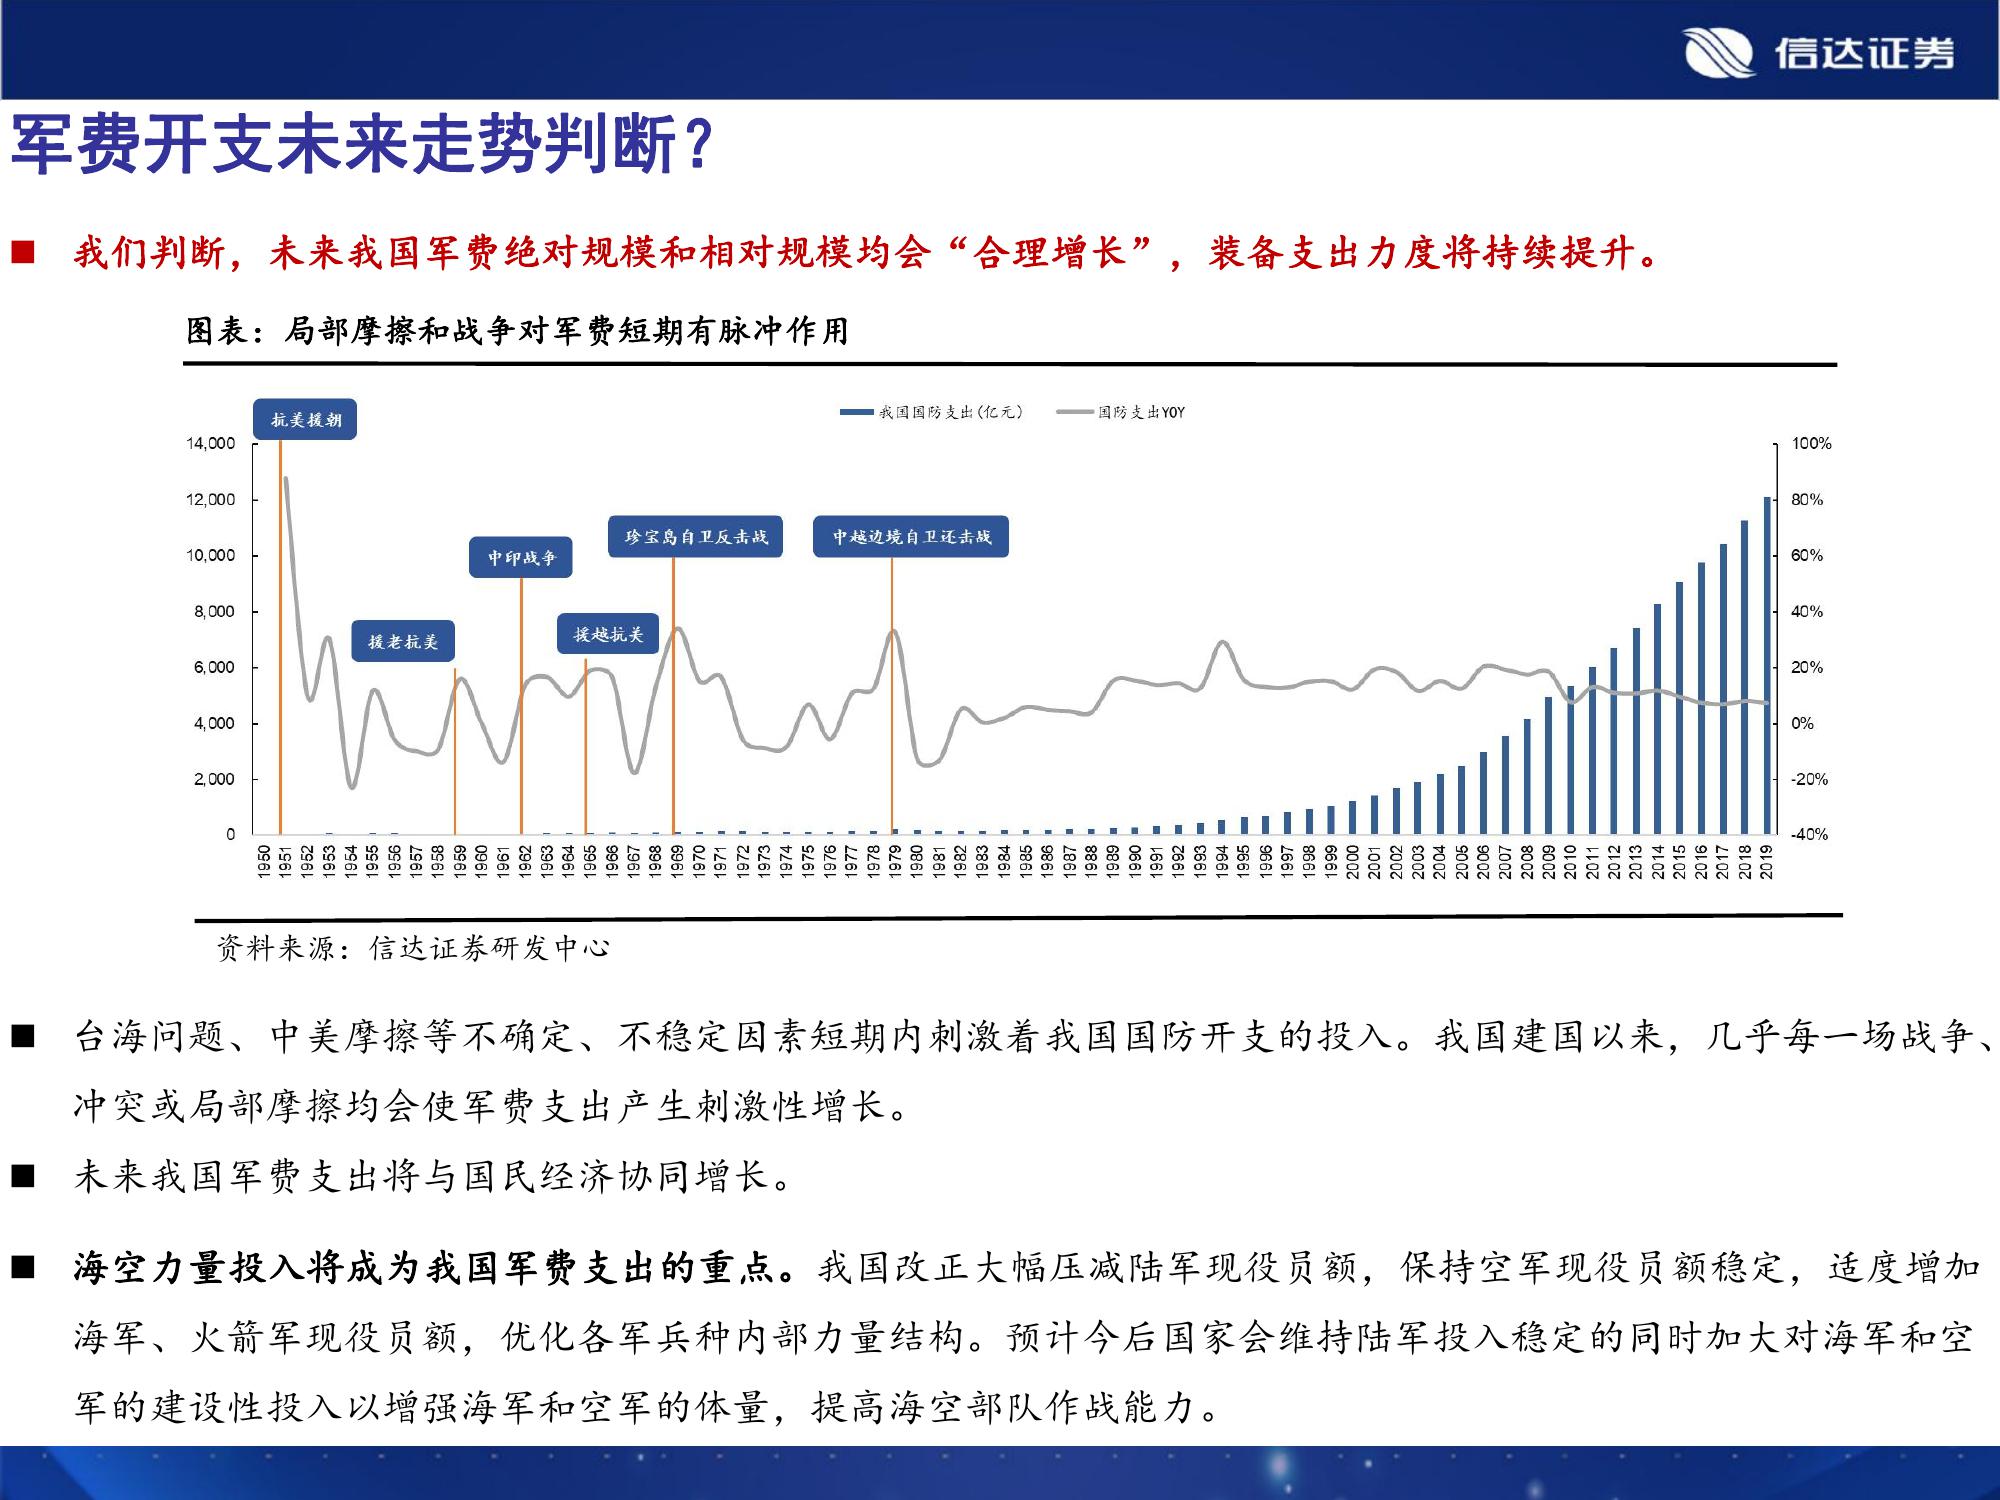 信达证券
军费开支未来走势判断？
■ 我们判断，未来我国军费绝对规模和相对规模均会“合理增长”，装备支出力度将持续提升。
图表：局部摩擦和战争对军费短期有脉冲作用
抗美援朝
我国国防支出(亿元) 国防支出YOY
14,000 100%
12,000 80%
珍宝岛自卫反击战 中越边境自卫还击战
中印战争
10,000 60%
8,000 40%
援越抗美
援老抗美
6,000 20%
4,000 0%
2,000 -20%
0 -40%
1950 1951 1952 1953 1954 1955 1956 1957 1958 1959 1960 1961 1962 1963 1964 1965 1966 1967 1968 1969 1970 1971 1972 1973 1974 1975 1976 1977 1978 1979 1980 1981 1982 1983 1984 1985 1986 1987 1988 1989 1990 1991 1992 1993 1994 1995 1996 1997 1998 1999 2000 2001 2002 2003 2004 2005 2006 2007 2008 2009 2010 2011 2012 2013 2014 2015 2016 2017 2018 2019
资料来源：信达证券研发中心
■ 台海问题、中美摩擦等不确定、不稳定因素短期内刺激着我国国防开支的投入。我国建国以来，几乎每一场战争、
冲突或局部摩擦均会使军费支出产生刺激性增长。
■ 未来我国军费支出将与国民经济协同增长。
■ 海空力量投入将成为我国军费支出的重点。我国改正大幅压减陆军现役员额，保持空军现役员额稳定，适度增加
海军、火箭军现役员额，优化各军兵种内部力量结构。预计今后国家会维持陆军投入稳定的同时加大对海军和空
军的建设性投入以增强海军和空军的体量，提高海空部队作战能力。